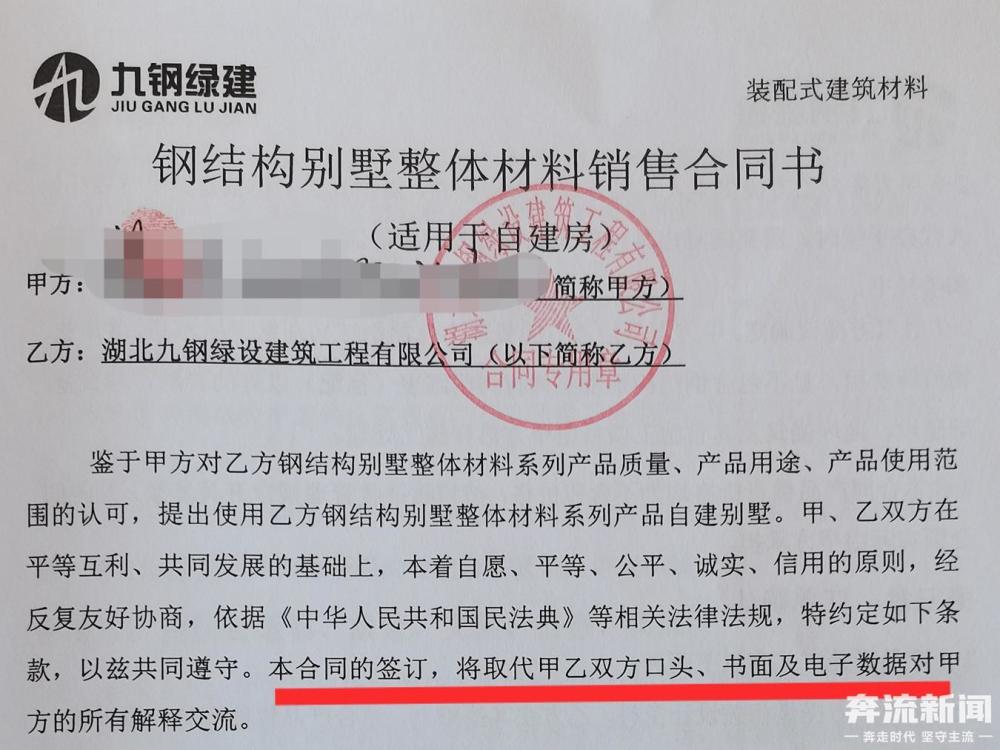 九钢绿建
JIU GANG LU JIAN
装配式建筑材料
钢结构别墅整体材料销售合同书
（适用于自建房）
甲方：
简称甲方）
乙方：湖北九钢绿设建筑工程有限公司（以下简称乙方）
绿设建筑工程有限公司
合同专用章
鉴于甲方对乙方钢结构别墅整体材料系列产品质量、产品用途、产品使用范
围的认可，提出使用乙方钢结构别墅整体材料系列产品自建别墅。甲、乙双方在
平等互利、共同发展的基础上，本着自愿、平等、公平、诚实、信用的原则，经
反复友好协商，依据《中华人民共和国民法典》等相关法律法规，特约定如下条
款，以兹共同遵守。本合同的签订，将取代甲乙双方口头、书面及电子数据对甲
方的所有解释交流。
奔流新闻
奔走时代 坚守主流